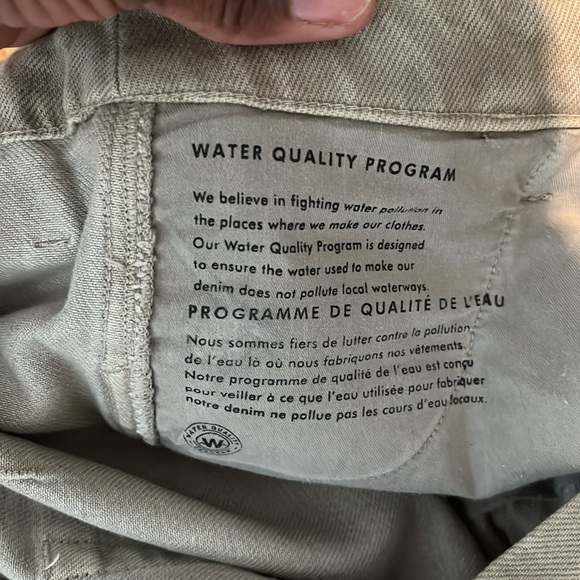 WATER QUALITY PROGRAM
We believe in fighting water pollution in
the places where we make our clothes.
Our Water Quality Program is designed
to ensure the water used to make our
denim does not pollute local waterways.
PROGRAMME DE QUALITÉ DE L'EAU
Nous sommes fiers de lutter contre la pollution
de l'eau là où nous fabriquons nos vêtements.
Notre programme de qualité de l'eau est conçu
pour veiller à ce que l'eau utilisée pour fabriquer
notre denim ne pollue pas les cours d'eau locaux.
WATER QUALITY
W
PROGRAM